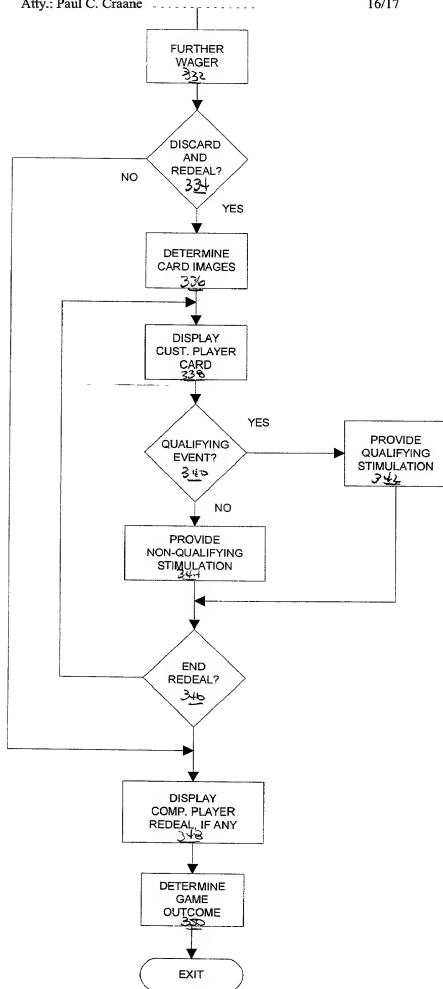 Atty.: Paul C. Craane 16/17
FURTHER
WAGER
332
DISCARD
AND
REDEAL?
334
NO
YES
DETERMINE
CARD IMAGES
336
DISPLAY
CUST. PLAYER
CARD
338
YES
QUALIFYING
EVENT?
340
PROVIDE
QUALIFYING
STIMULATION
342
NO
PROVIDE
NON-QUALIFYING
STIMULATION
344
END
REDEAL?
346
DISPLAY
COMP. PLAYER
REDEAL, IF ANY
348
DETERMINE
GAME
OUTCOME
350
EXIT